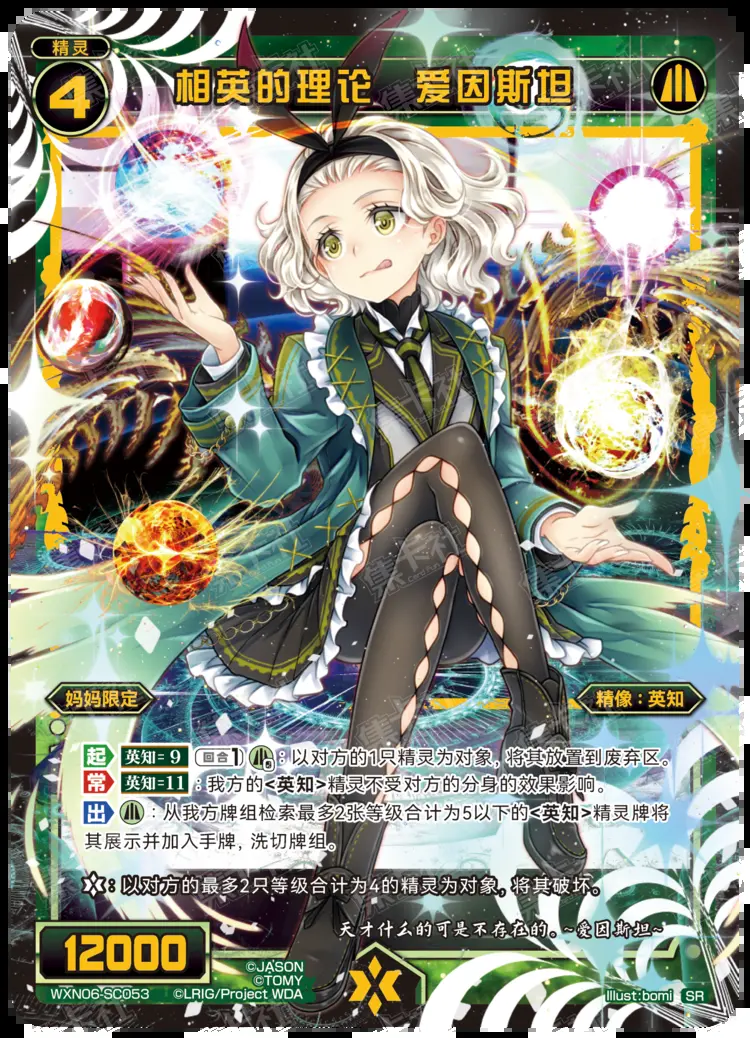 精灵
4
相英的理论 爱因斯坦
妈妈限定
精像：英知
起 英知=9 回合1 ：以对方的1只精灵为对象，将其放置到废弃区。
常 英知=11：我方的<英知>精灵不受对方的分身的效果影响。
出 ：从我方牌组检索最多2张等级合计为5以下的<英知>精灵牌将
其展示并加入手牌，洗切牌组。
：以对方的最多2只等级合计为4的精灵为对象，将其破坏。
天才什么的可是不存在的。~爱因斯坦~
12000
©JASON
©TOMY
WXN06-SC053 ©LRIG/Project WDA
Illust:bomi SR
集卡社